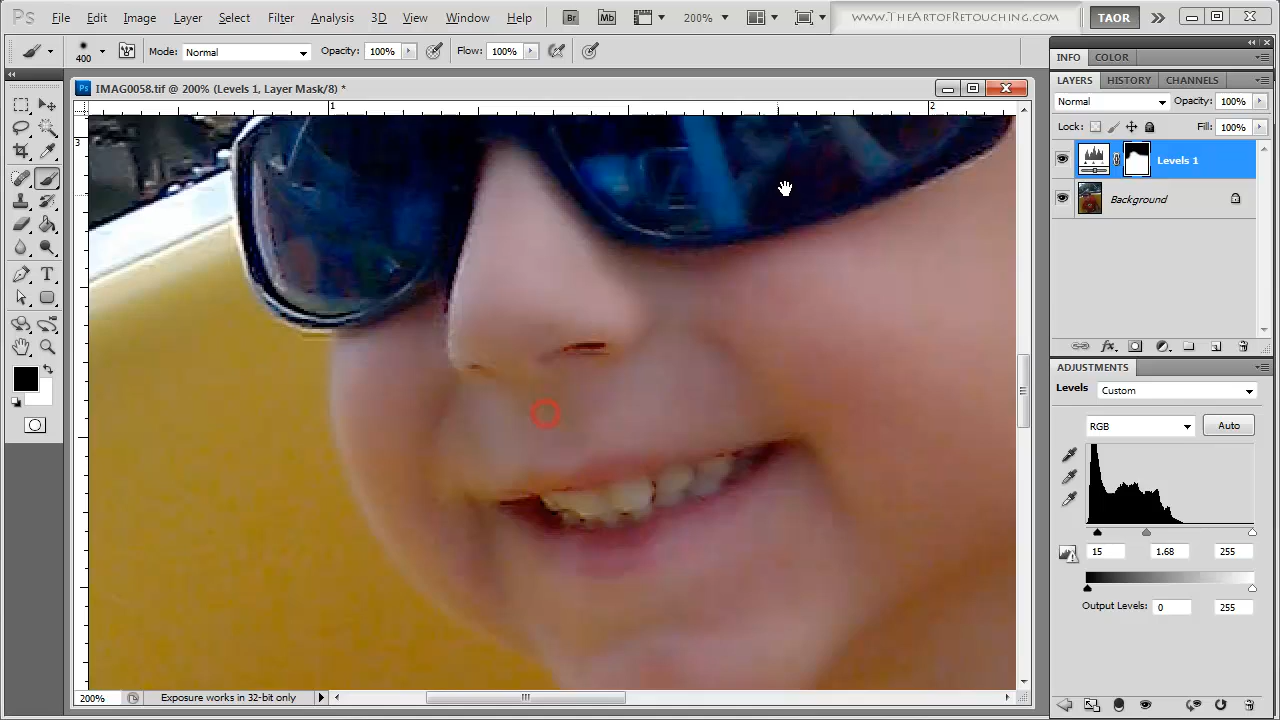 Ps File Edit Image Layer Select Filter Analysis 3D View Window Help Br Mb 200% www.TheArtofRetouching.com TAOR
400 Mode: Normal Opacity: 100% Flow: 100%
INFO COLOR
LAYERS HISTORY CHANNELS
Ps IMAG0058.tif @ 200% (Levels 1, Layer Mask/8) *
Normal Opacity: 100%
1 2
Lock: Fill: 100%
3
Levels 1
Background
T
fx
ADJUSTMENTS
Levels Custom
RGB Auto
15 1.68 255
Output Levels: 0 255
200% Exposure works in 32-bit only